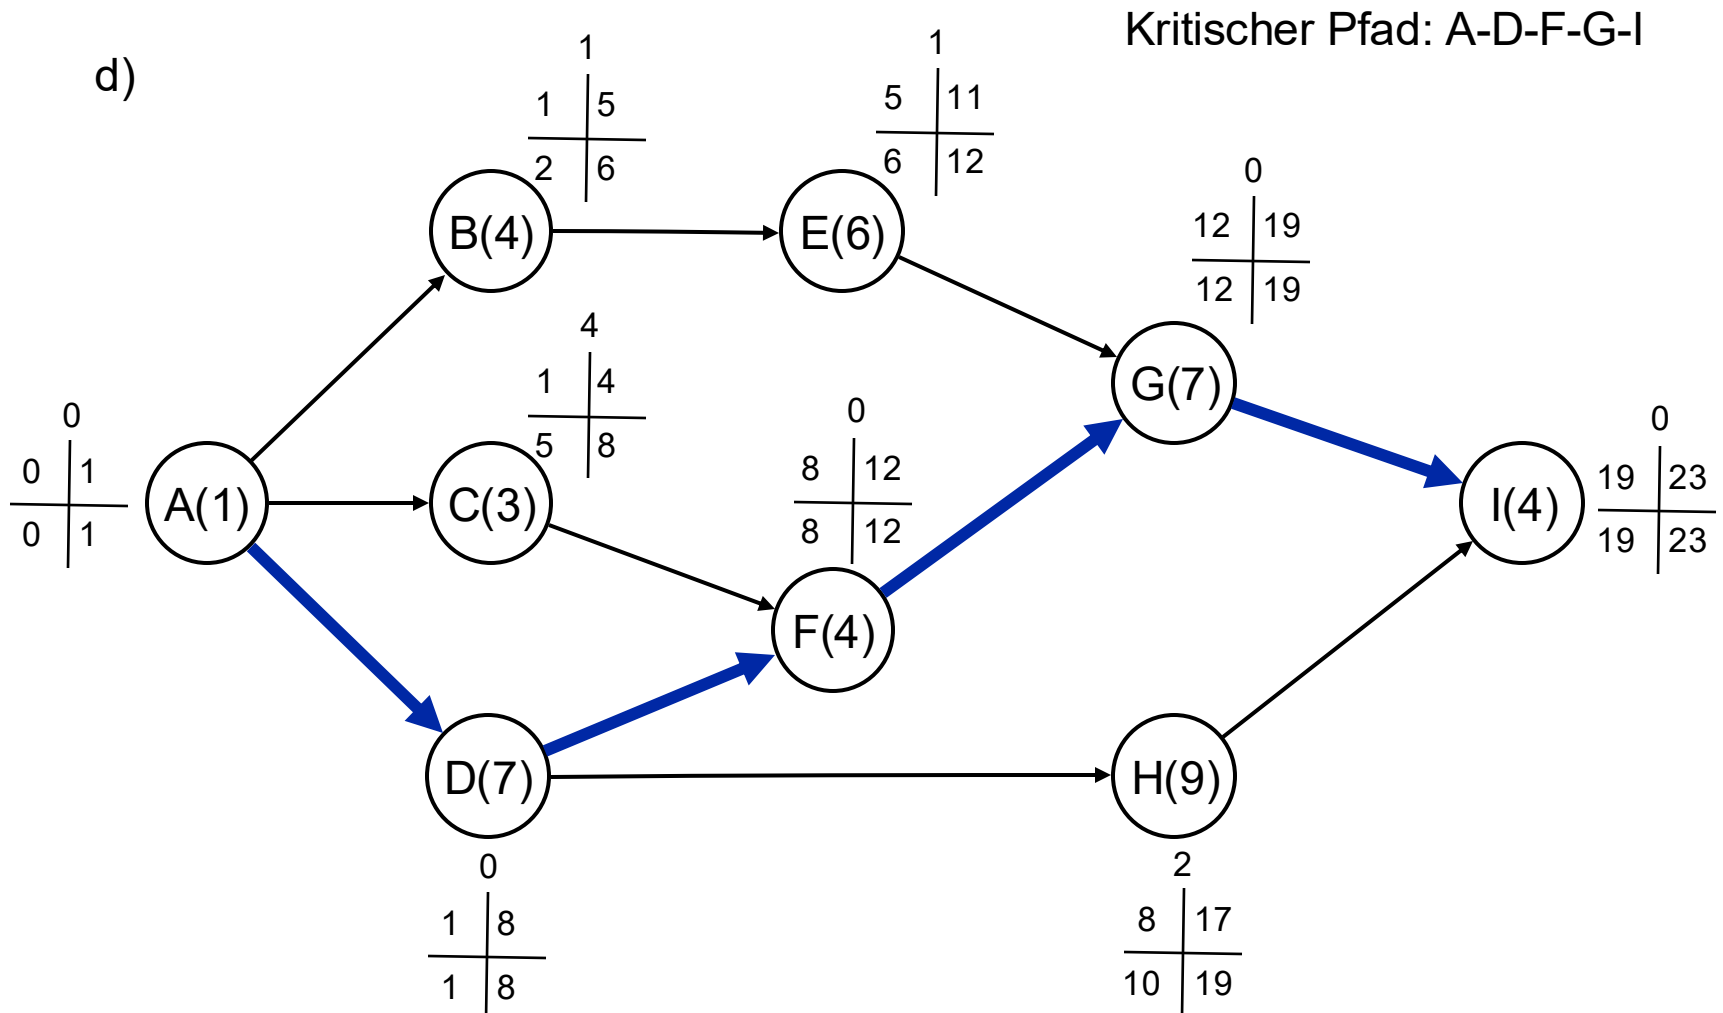 Kritischer Pfad: A-D-F-G-I
d)
1
1 5
2 6
B(4)
1
5 11
6 12
E(6)
0
12 19
12 19
G(7)
4
1 4
5 8
C(3)
0
0 1
0 1
A(1)
0
8 12
8 12
F(4)
0
19 23
19 23
I(4)
D(7)
0
1 8
1 8
H(9)
2
8 17
10 19